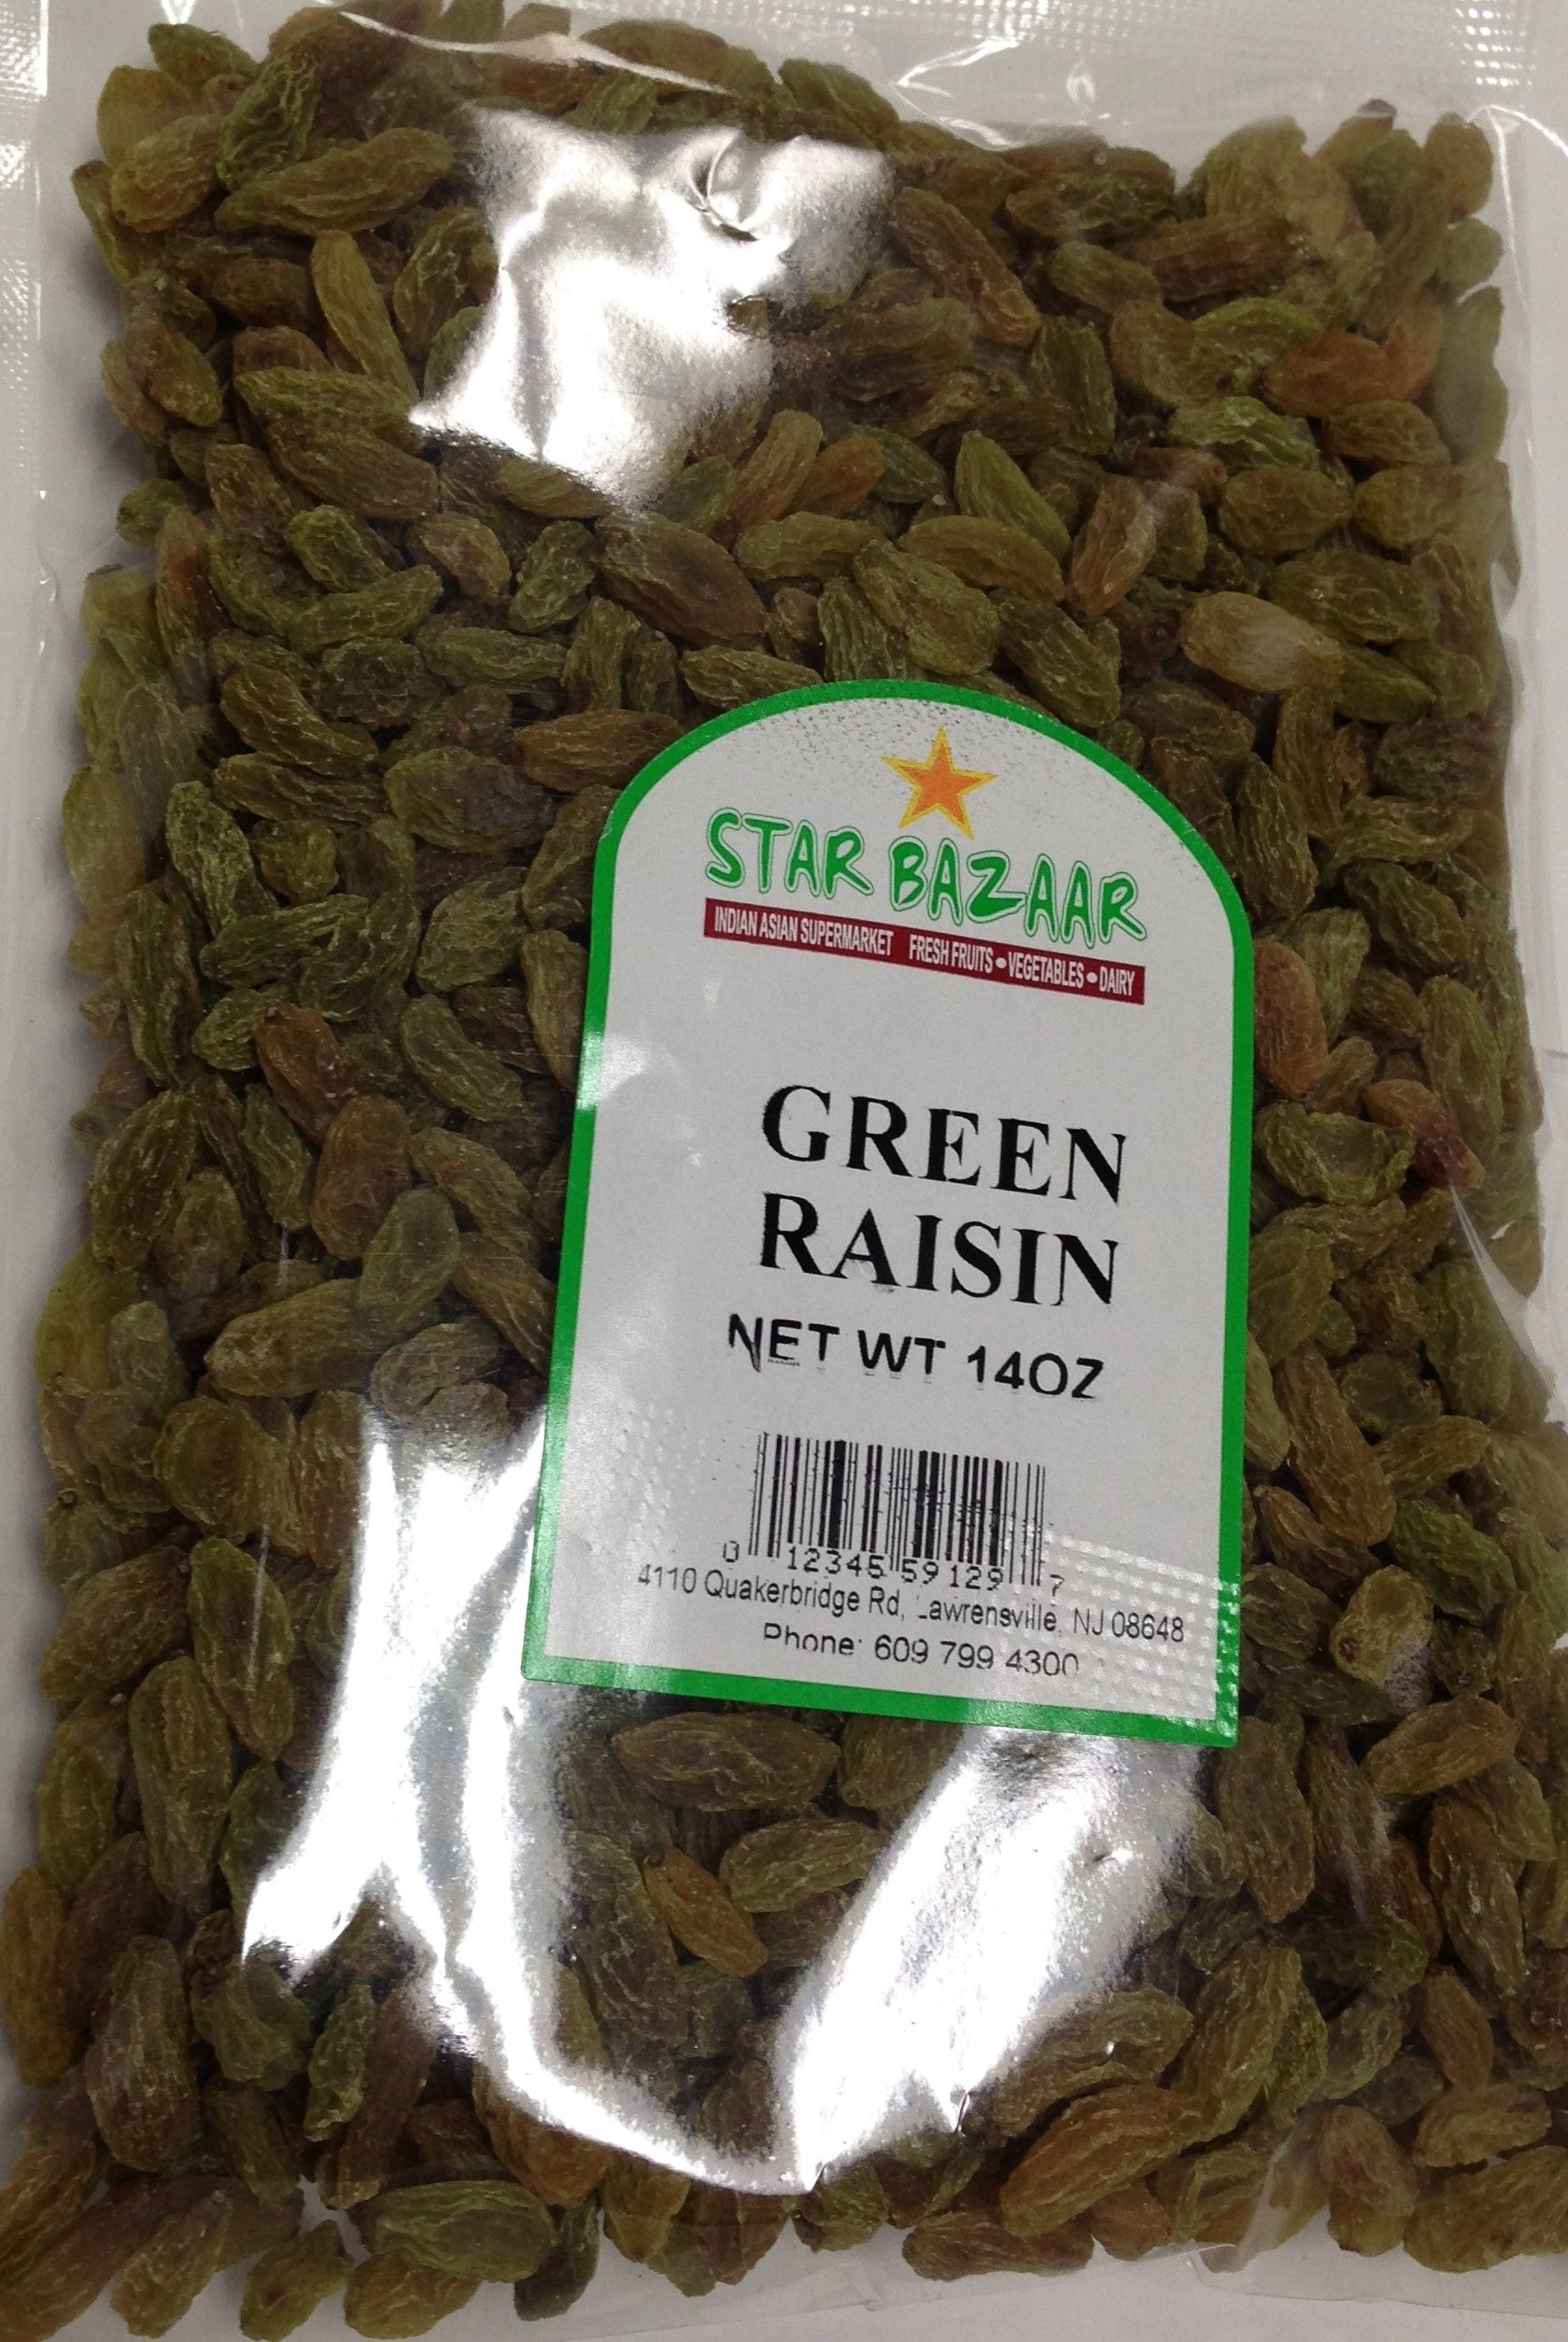 STAR BAZAAR
INDIAN ASIAN SUPERMARKET FRESH FRUITS • VEGETABLES • DAIRY
GREEN
RAISIN
NET WT 14OZ
0 12345 59129 7
4110 Quakerbridge Rd, Lawrensville, NJ 08648
Phone: 609 799 4300